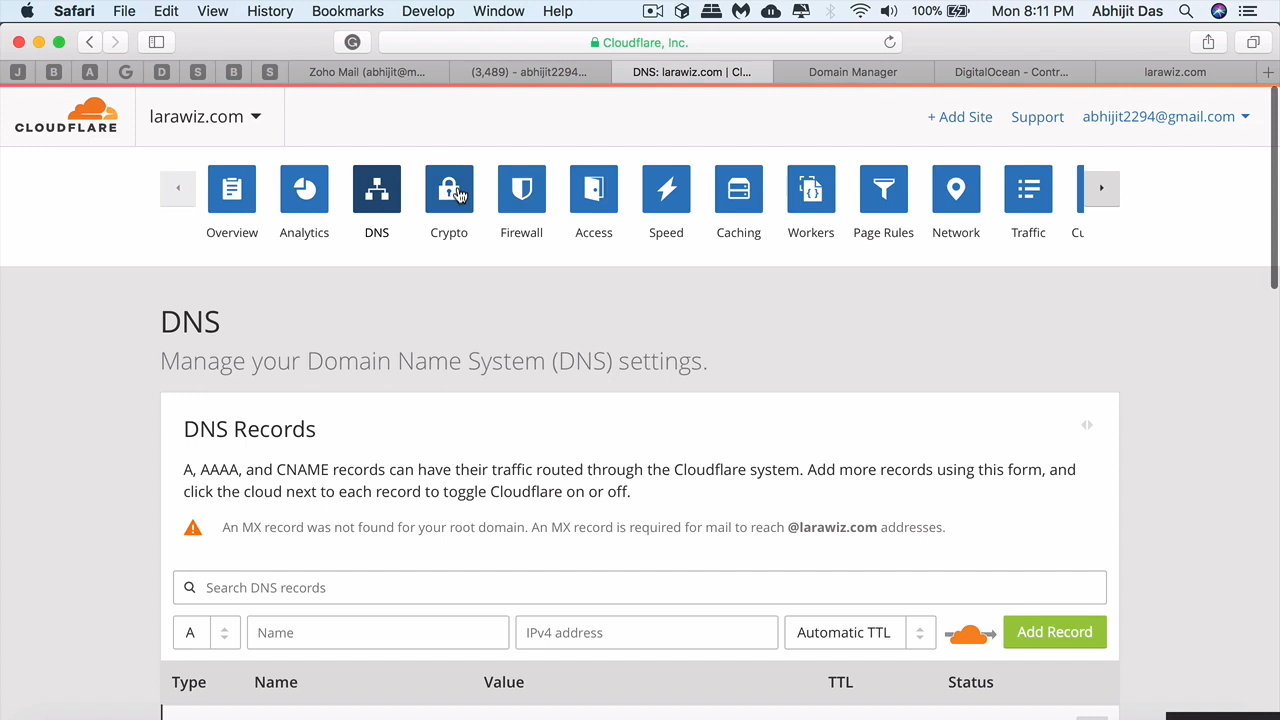 Safari File Edit View History Bookmarks Develop Window Help 100% Mon 8:11 PM Abhijit Das
Cloudflare, Inc.
J B A G D S B S Zoho Mail (abhijit@m... (3,489) - abhijit2294... DNS: larawiz.com | Cl... Domain Manager DigitalOcean - Contr... larawiz.com
CLOUDFLARE larawiz.com + Add Site Support abhijit2294@gmail.com
Overview Analytics DNS Crypto Firewall Access Speed Caching Workers Page Rules Network Traffic Cu
DNS
Manage your Domain Name System (DNS) settings.
DNS Records
A, AAAA, and CNAME records can have their traffic routed through the Cloudflare system. Add more records using this form, and
click the cloud next to each record to toggle Cloudflare on or off.
An MX record was not found for your root domain. An MX record is required for mail to reach @larawiz.com addresses.
Search DNS records
A Name IPv4 address Automatic TTL Add Record
Type Name Value TTL Status